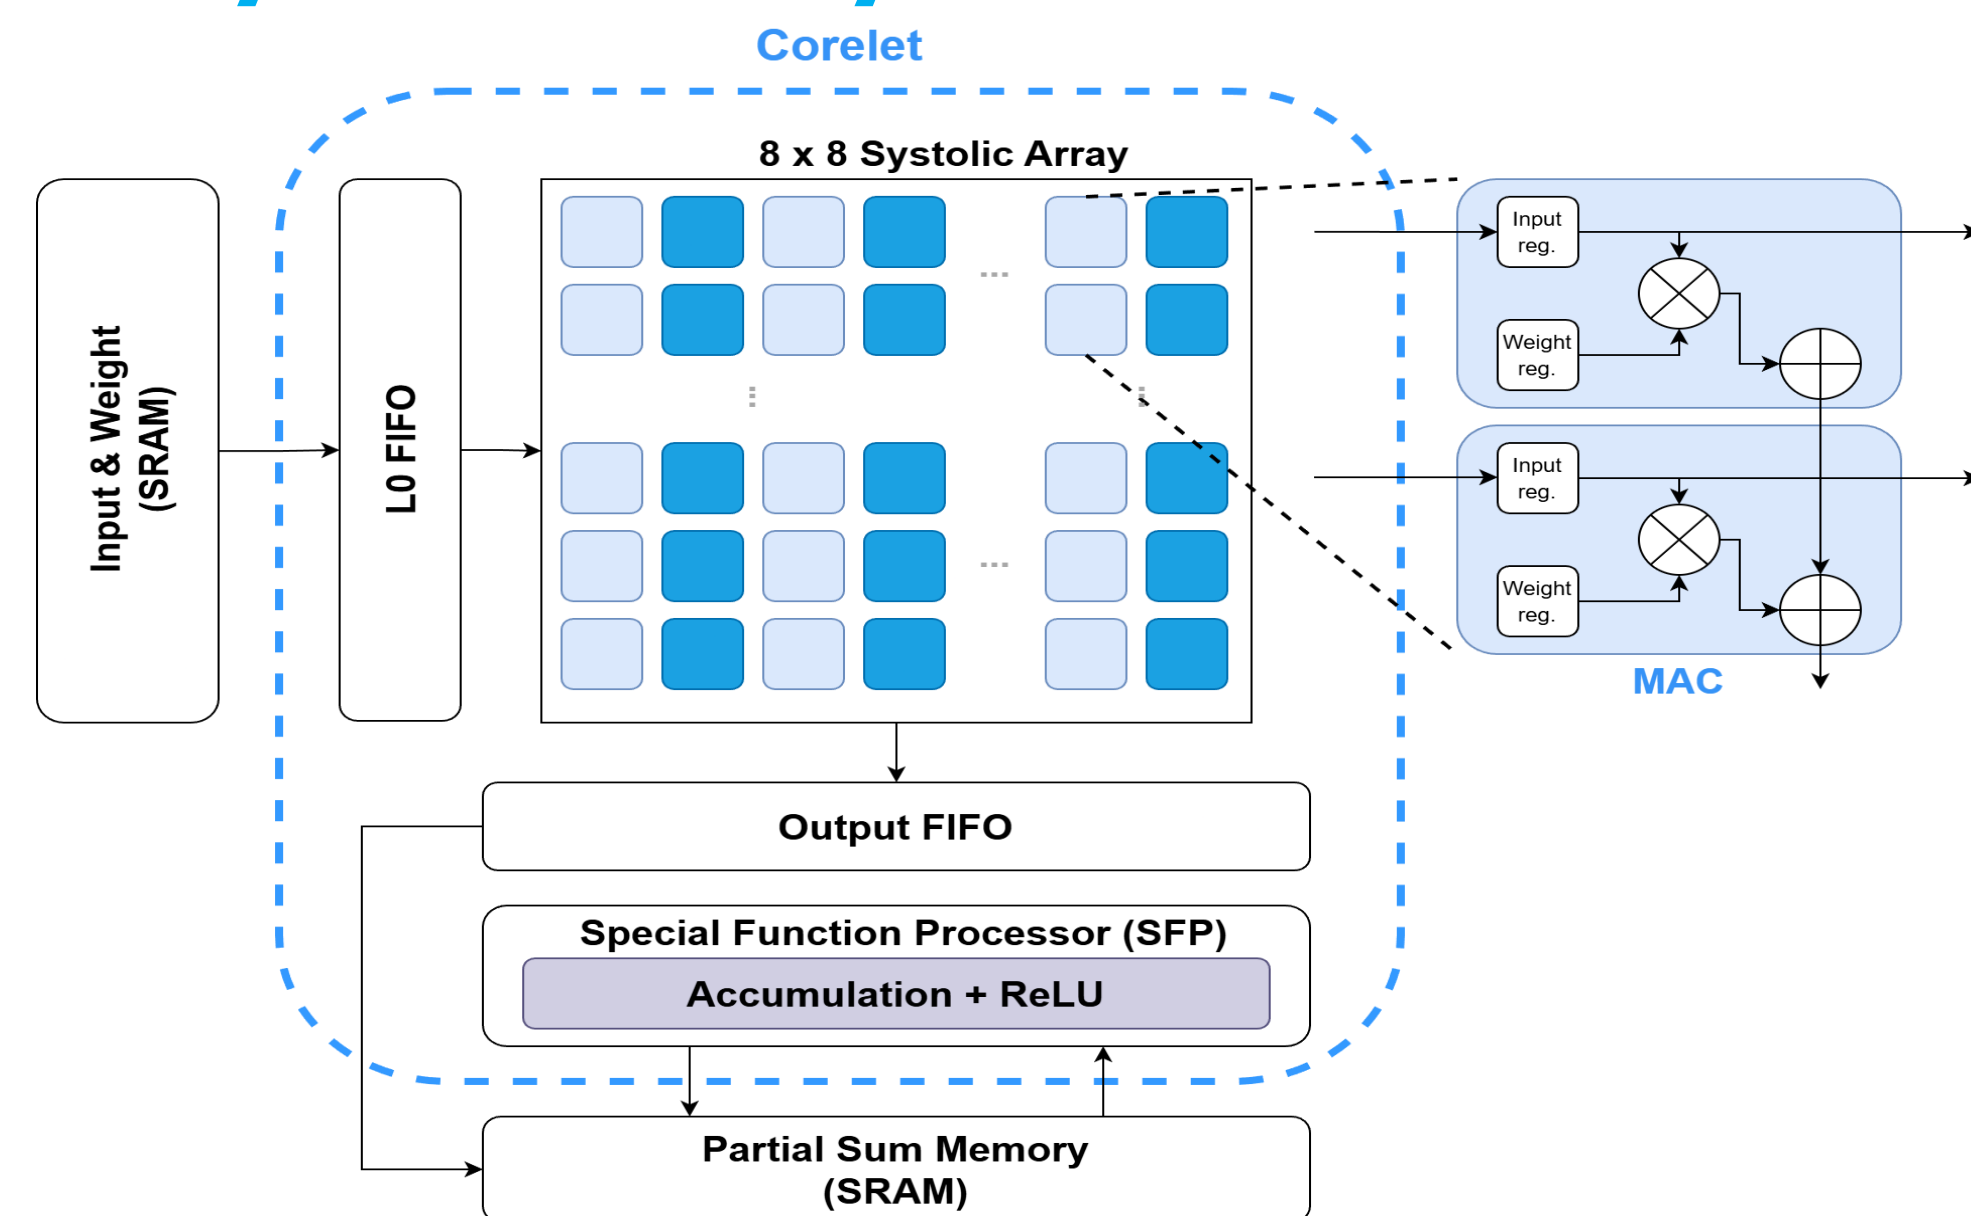 Corelet
8 x 8 Systolic Array
Input & Weight
(SRAM)
L0 FIFO
Input
reg.
Weight
reg.
Input
reg.
Weight
reg.
MAC
Output FIFO
Special Function Processor (SFP)
Accumulation + ReLU
Partial Sum Memory
(SRAM)